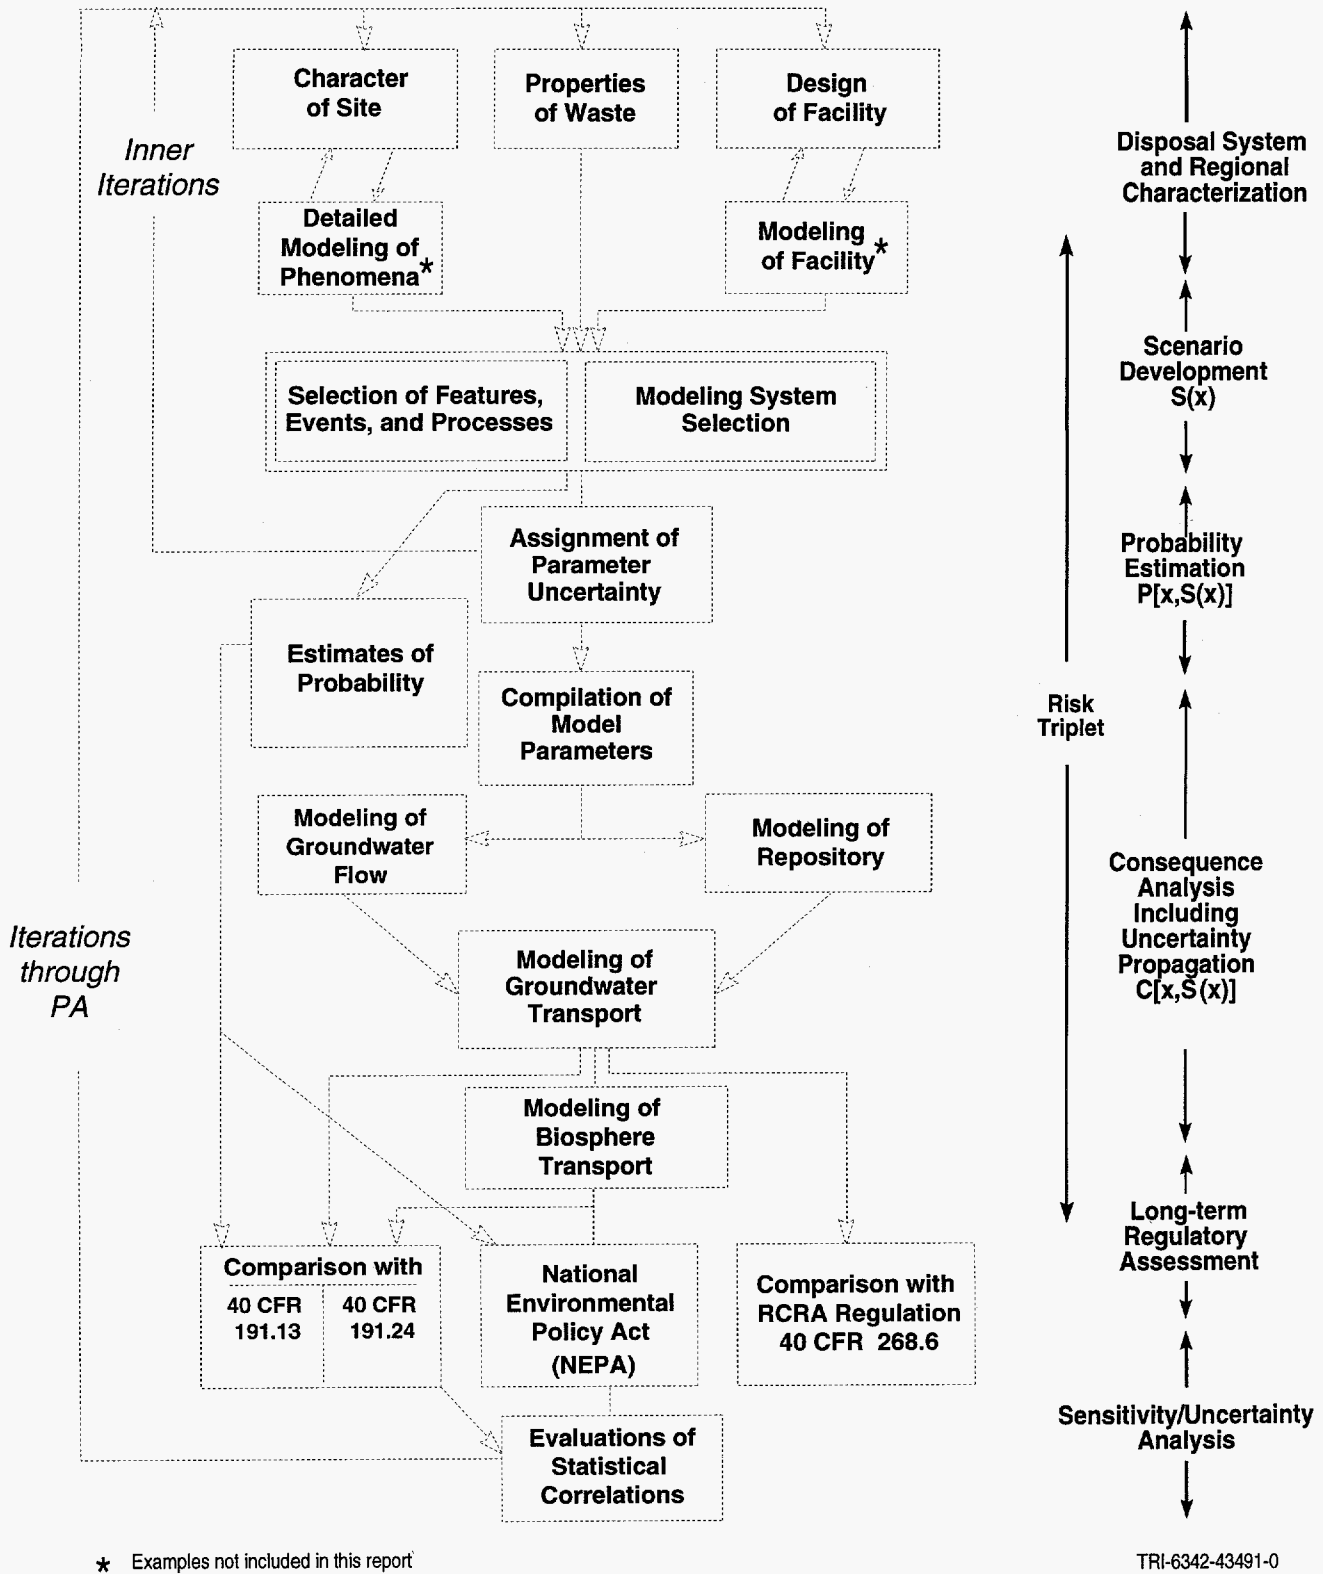 Character
of Site
Properties
of Waste
Design
of Facility
Inner
Iterations
Detailed
Modeling of
Phenomena*
Modeling
of Facility*
Selection of Features,
Events, and Processes
Modeling System
Selection
Assignment of
Parameter
Uncertainty
Estimates of
Probability
Compilation of
Model
Parameters
Modeling of
Groundwater
Flow
Modeling of
Repository
Iterations
through
PA
Modeling of
Groundwater
Transport
Modeling of
Biosphere
Transport
Comparison with
40 CFR
191.13
40 CFR
191.24
National
Environmental
Policy Act
(NEPA)
Comparison with
RCRA Regulation
40 CFR 268.6
Evaluations of
Statistical
Correlations
Risk
Triplet
Disposal System
and Regional
Characterization
Scenario
Development
S(x)
Probability
Estimation
P[x,S(x)]
Consequence
Analysis
Including
Uncertainty
Propagation
C[x,S(x)]
Long-term
Regulatory
Assessment
Sensitivity/Uncertainty
Analysis
* Examples not included in this report
TRI-6342-43491-0